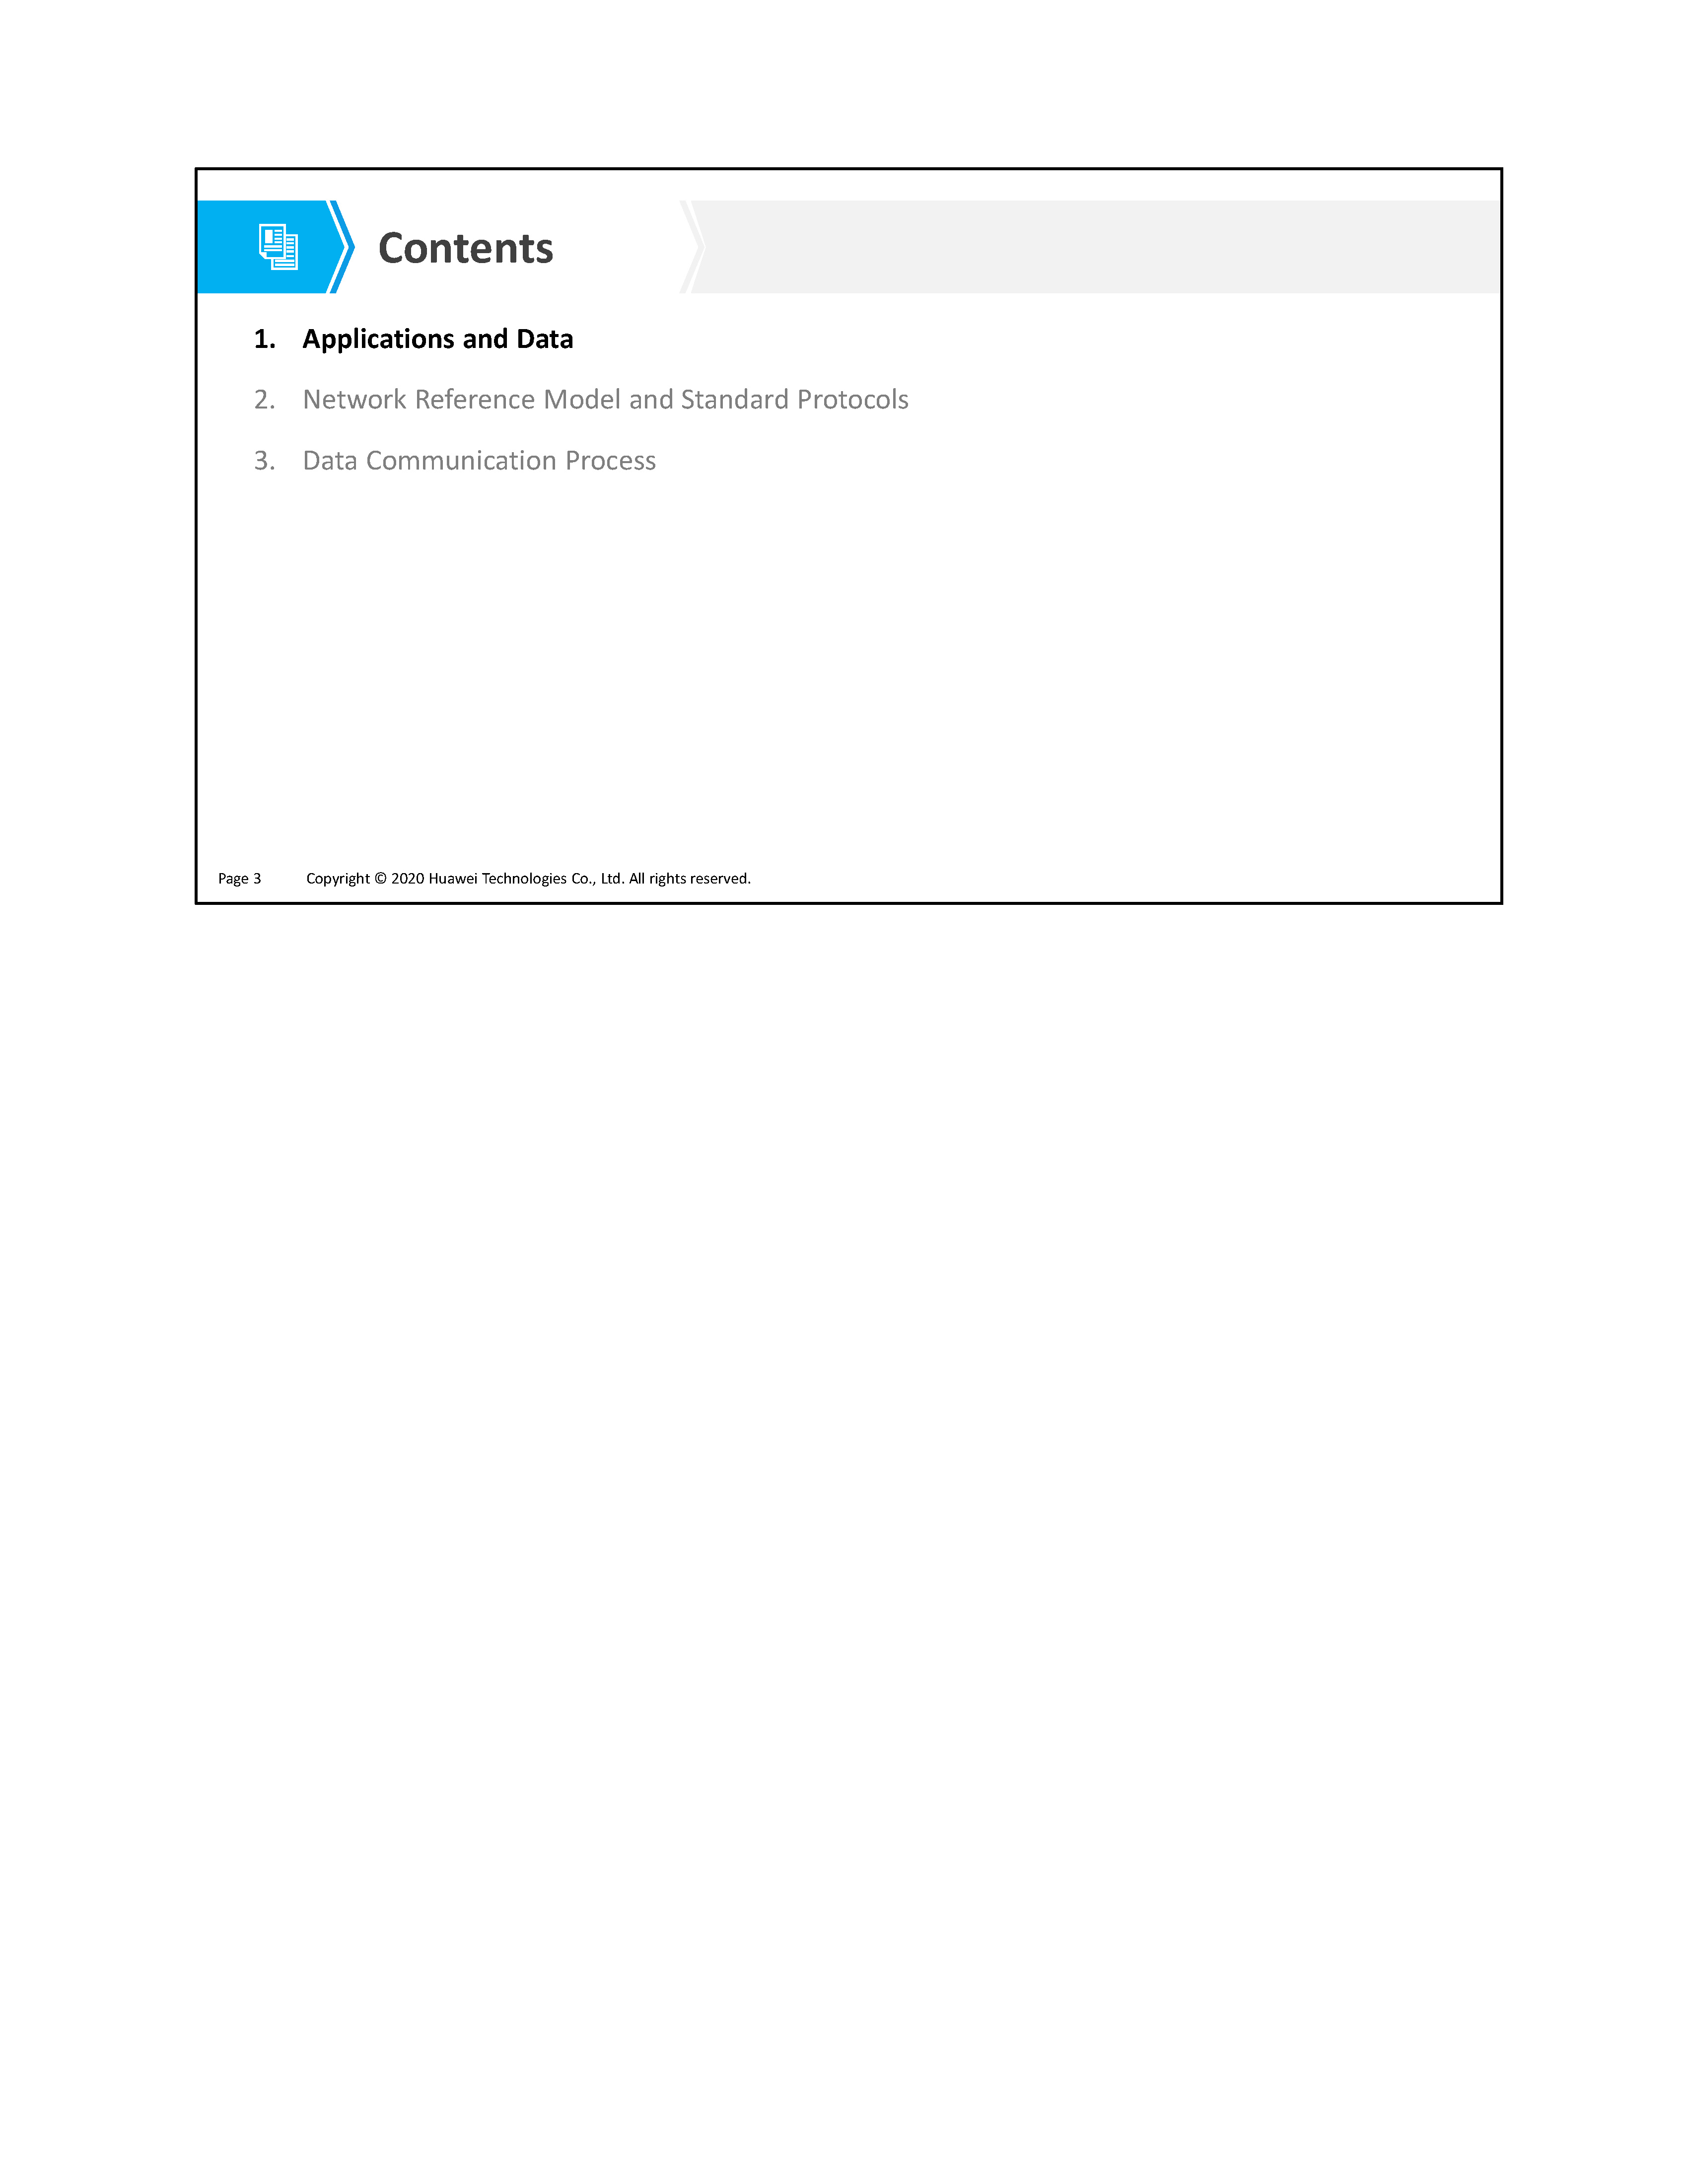 Contents
1. Applications and Data
2. Network Reference Model and Standard Protocols
3. Data Communication Process
Page 3 Copyright © 2020 Huawei Technologies Co., Ltd. All rights reserved.